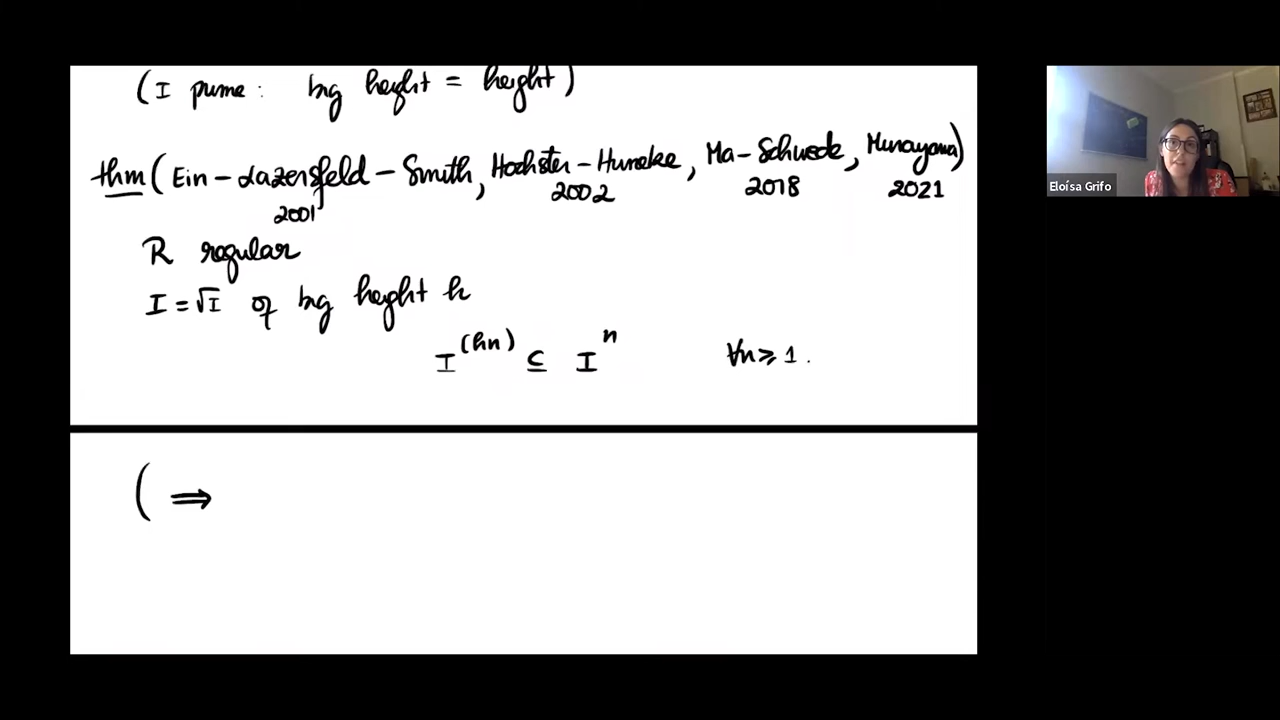 (I prime: big height = height)
thm (Ein-Lazersfeld-Smith, Hochster-Huneke, Ma-Schwede, Murayama)
2001 2002 2018 2021
R regular
I = √I of big height h
I^(hn) ⊆ I^n ∀n ≥ 1.
( ⇒
Eloísa Grifo